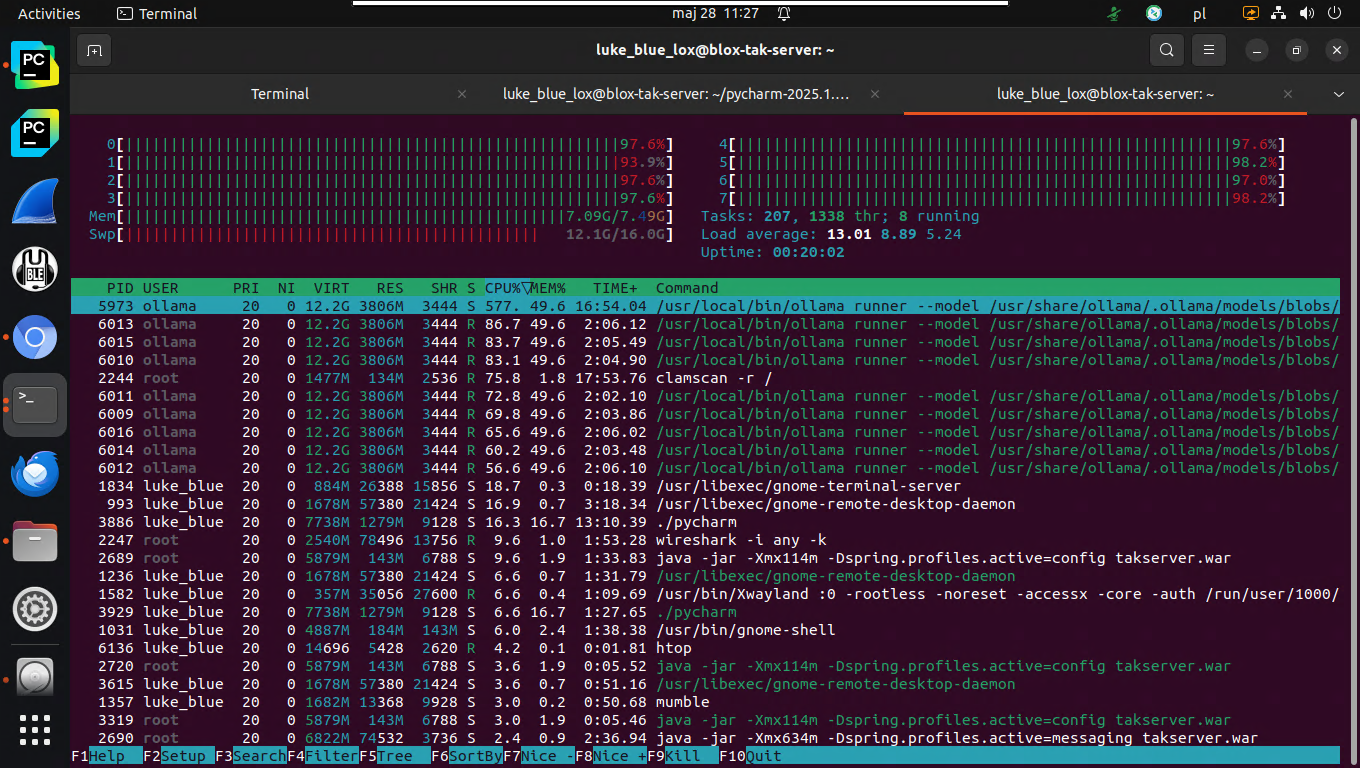 Activities Terminal maj 28 11:27 pl
luke_blue_lox@blox-tak-server: ~
Terminal × luke_blue_lox@blox-tak-server: ~/pycharm-2025.1.... × luke_blue_lox@blox-tak-server: ~ ×
PC
PC
BLE
>_
0[||||97.6%] 4[||||97.6%]
1[||||93.9%] 5[||||98.2%]
2[||||97.6%] 6[||||97.0%]
3[||||97.6%] 7[||||98.2%]
Mem[||||7.09G/7.49G] Tasks: 207, 1338 thr; 8 running
Swp[||||12.1G/16.0G] Load average: 13.01 8.89 5.24
Uptime: 00:20:02
PID USER PRI NI VIRT RES SHR S CPU%▽MEM% TIME+ Command
5973 ollama 20 0 12.2G 3806M 3444 S 577. 49.6 16:54.04 /usr/local/bin/ollama runner --model /usr/share/ollama/.ollama/models/blobs/
6013 ollama 20 0 12.2G 3806M 3444 R 86.7 49.6 2:06.12 /usr/local/bin/ollama runner --model /usr/share/ollama/.ollama/models/blobs/
6015 ollama 20 0 12.2G 3806M 3444 R 83.7 49.6 2:05.49 /usr/local/bin/ollama runner --model /usr/share/ollama/.ollama/models/blobs/
6010 ollama 20 0 12.2G 3806M 3444 R 83.1 49.6 2:04.90 /usr/local/bin/ollama runner --model /usr/share/ollama/.ollama/models/blobs/
2244 root 20 0 1477M 134M 2536 R 75.8 1.8 17:53.76 clamscan -r /
6011 ollama 20 0 12.2G 3806M 3444 R 72.8 49.6 2:02.10 /usr/local/bin/ollama runner --model /usr/share/ollama/.ollama/models/blobs/
6009 ollama 20 0 12.2G 3806M 3444 R 69.8 49.6 2:03.86 /usr/local/bin/ollama runner --model /usr/share/ollama/.ollama/models/blobs/
6016 ollama 20 0 12.2G 3806M 3444 R 65.6 49.6 2:06.02 /usr/local/bin/ollama runner --model /usr/share/ollama/.ollama/models/blobs/
6014 ollama 20 0 12.2G 3806M 3444 R 60.2 49.6 2:03.48 /usr/local/bin/ollama runner --model /usr/share/ollama/.ollama/models/blobs/
6012 ollama 20 0 12.2G 3806M 3444 S 56.6 49.6 2:06.10 /usr/local/bin/ollama runner --model /usr/share/ollama/.ollama/models/blobs/
1834 luke_blue 20 0 884M 26388 15856 S 18.7 0.3 0:18.39 /usr/libexec/gnome-terminal-server
993 luke_blue 20 0 1678M 57380 21424 S 16.9 0.7 3:18.34 /usr/libexec/gnome-remote-desktop-daemon
3886 luke_blue 20 0 7738M 1279M 9128 S 16.3 16.7 13:10.39 ./pycharm
2247 root 20 0 2540M 78496 13756 R 9.6 1.0 1:53.28 wireshark -i any -k
2689 root 20 0 5879M 143M 6788 S 9.6 1.9 1:33.83 java -jar -Xmx114m -Dspring.profiles.active=config takserver.war
1236 luke_blue 20 0 1678M 57380 21424 S 6.6 0.7 1:31.79 /usr/libexec/gnome-remote-desktop-daemon
1582 luke_blue 20 0 357M 35056 27600 R 6.6 0.4 1:09.69 /usr/bin/Xwayland :0 -rootless -noreset -accessx -core -auth /run/user/1000/
3929 luke_blue 20 0 7738M 1279M 9128 S 6.6 16.7 1:27.65 ./pycharm
1031 luke_blue 20 0 4887M 184M 143M S 6.0 2.4 1:38.38 /usr/bin/gnome-shell
6136 luke_blue 20 0 14696 5428 2620 R 4.2 0.1 0:01.81 htop
2720 root 20 0 5879M 143M 6788 S 3.6 1.9 0:05.52 java -jar -Xmx114m -Dspring.profiles.active=config takserver.war
3615 luke_blue 20 0 1678M 57380 21424 S 3.6 0.7 0:51.16 /usr/libexec/gnome-remote-desktop-daemon
1357 luke_blue 20 0 1682M 13368 9928 S 3.0 0.2 0:50.68 mumble
3319 root 20 0 5879M 143M 6788 S 3.0 1.9 0:05.46 java -jar -Xmx114m -Dspring.profiles.active=config takserver.war
2690 root 20 0 6822M 74532 3736 S 2.4 0.9 2:36.94 java -jar -Xmx634m -Dspring.profiles.active=messaging takserver.war
F1Help F2Setup F3SearchF4FilterF5Tree F6SortByF7Nice -F8Nice +F9Kill F10Quit